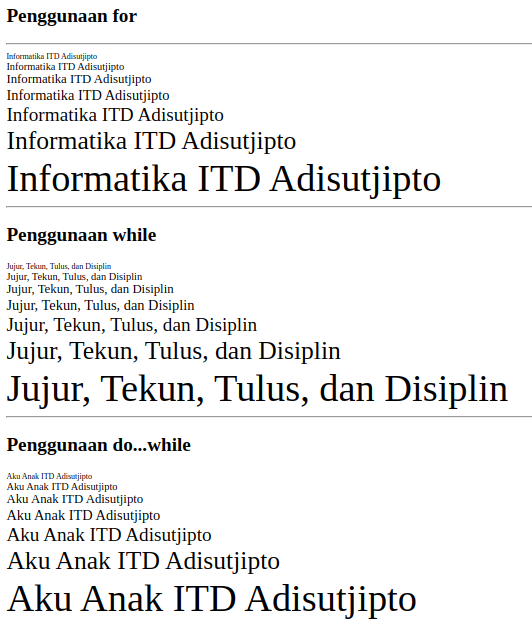 Penggunaan for
Informatika ITD Adisutjipto
Informatika ITD Adisutjipto
Informatika ITD Adisutjipto
Informatika ITD Adisutjipto
Informatika ITD Adisutjipto
Informatika ITD Adisutjipto
Informatika ITD Adisutjipto
Penggunaan while
Jujur, Tekun, Tulus, dan Disiplin
Jujur, Tekun, Tulus, dan Disiplin
Jujur, Tekun, Tulus, dan Disiplin
Jujur, Tekun, Tulus, dan Disiplin
Jujur, Tekun, Tulus, dan Disiplin
Jujur, Tekun, Tulus, dan Disiplin
Jujur, Tekun, Tulus, dan Disiplin
Penggunaan do...while
Aku Anak ITD Adisutjipto
Aku Anak ITD Adisutjipto
Aku Anak ITD Adisutjipto
Aku Anak ITD Adisutjipto
Aku Anak ITD Adisutjipto
Aku Anak ITD Adisutjipto
Aku Anak ITD Adisutjipto